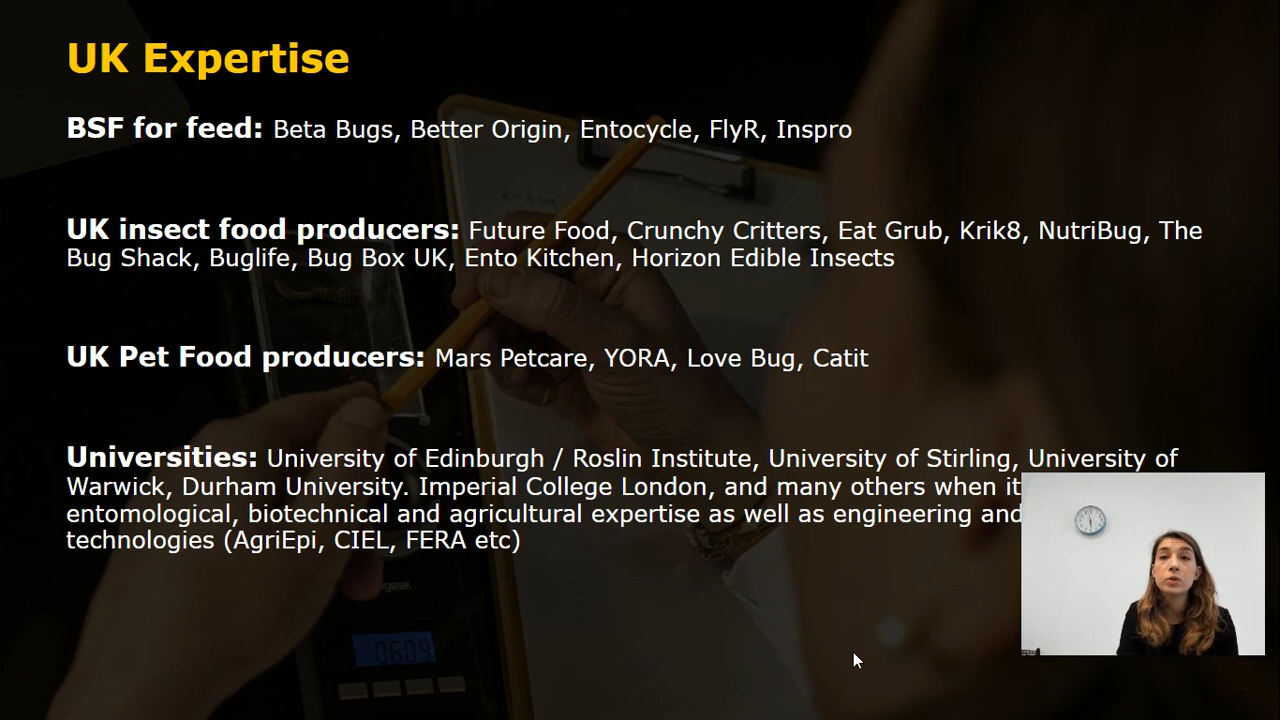 UK Expertise
BSF for feed: Beta Bugs, Better Origin, Entocycle, FlyR, Inspro
UK insect food producers: Future Food, Crunchy Critters, Eat Grub, Krik8, NutriBug, The
Bug Shack, Buglife, Bug Box UK, Ento Kitchen, Horizon Edible Insects
UK Pet Food producers: Mars Petcare, YORA, Love Bug, Catit
Universities: University of Edinburgh / Roslin Institute, University of Stirling, University of
Warwick, Durham University. Imperial College London, and many others when it
entomological, biotechnical and agricultural expertise as well as engineering and
technologies (AgriEpi, CIEL, FERA etc)
geek
0.609